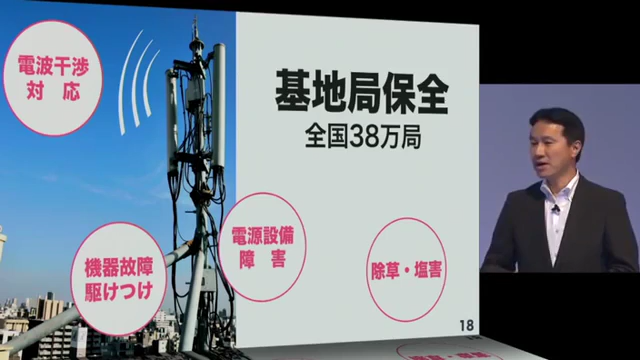 電波干渉
対応
基地局保全
全国38万局
電源設備
障害
機器故障
駆けつけ
除草・塩害
18